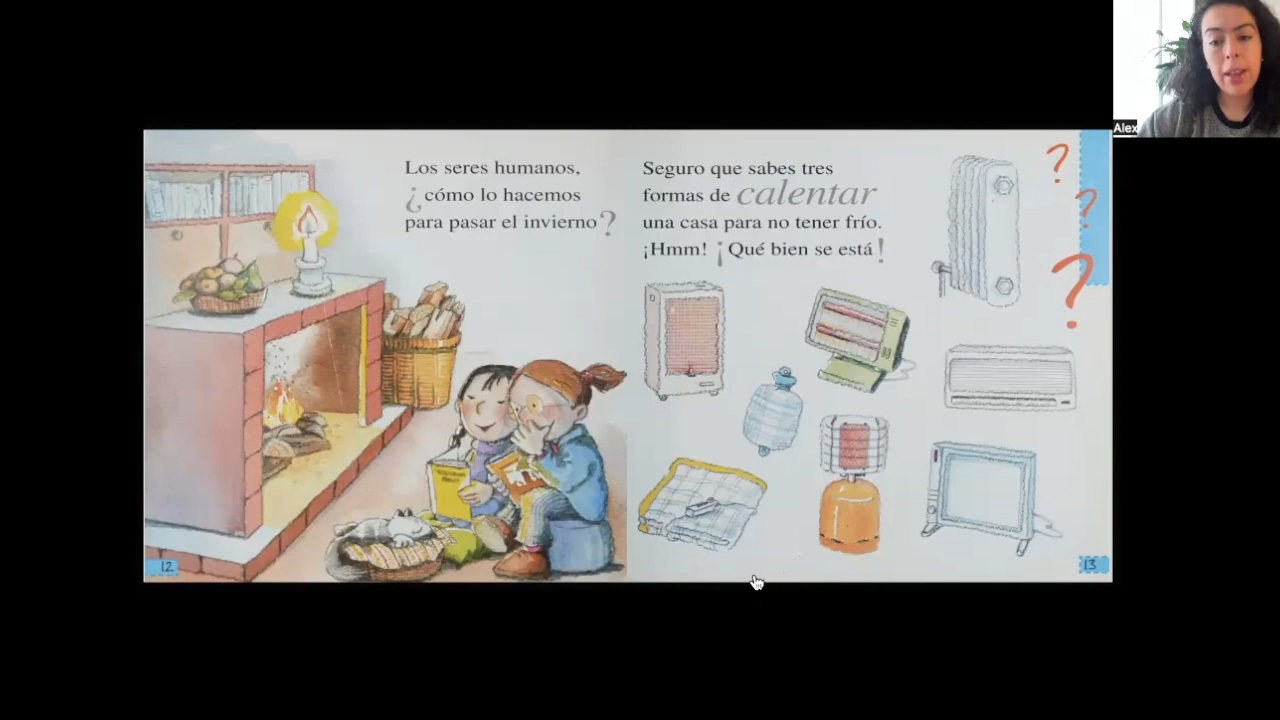 Alex
Los seres humanos,
¿cómo lo hacemos
para pasar el invierno?
Seguro que sabes tres
formas de calentar
una casa para no tener frío.
¡Hmm! ¡Qué bien se está!
? ? ?
12
13